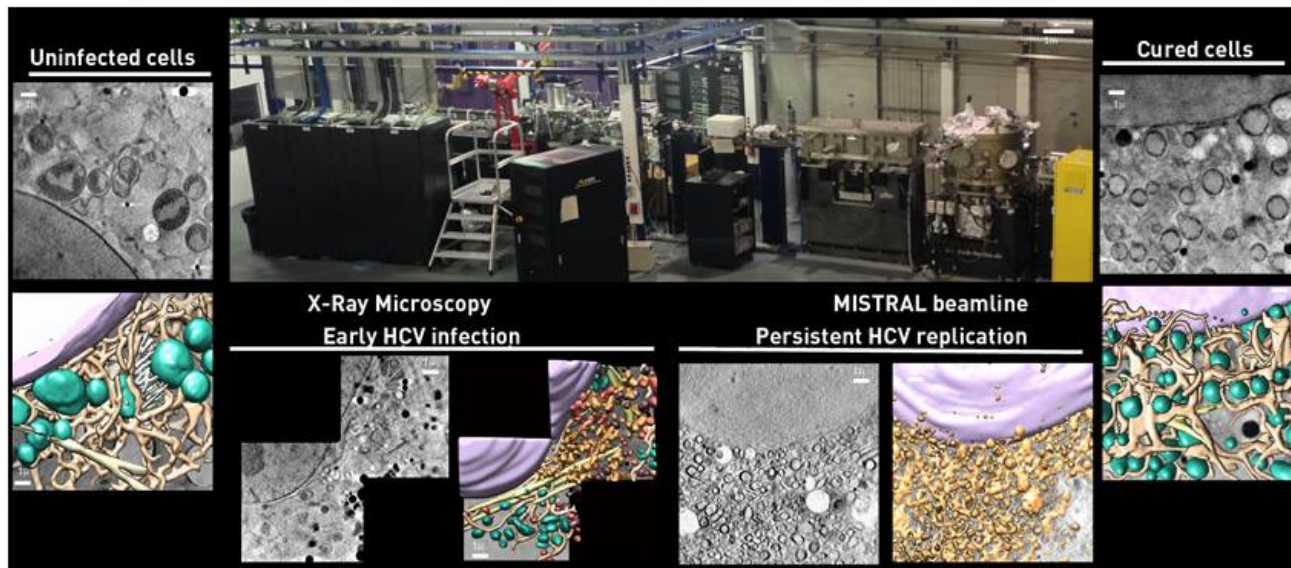 Uninfected cells
Cured cells
X-Ray Microscopy
MISTRAL beamline
Early HCV infection
Persistent HCV replication